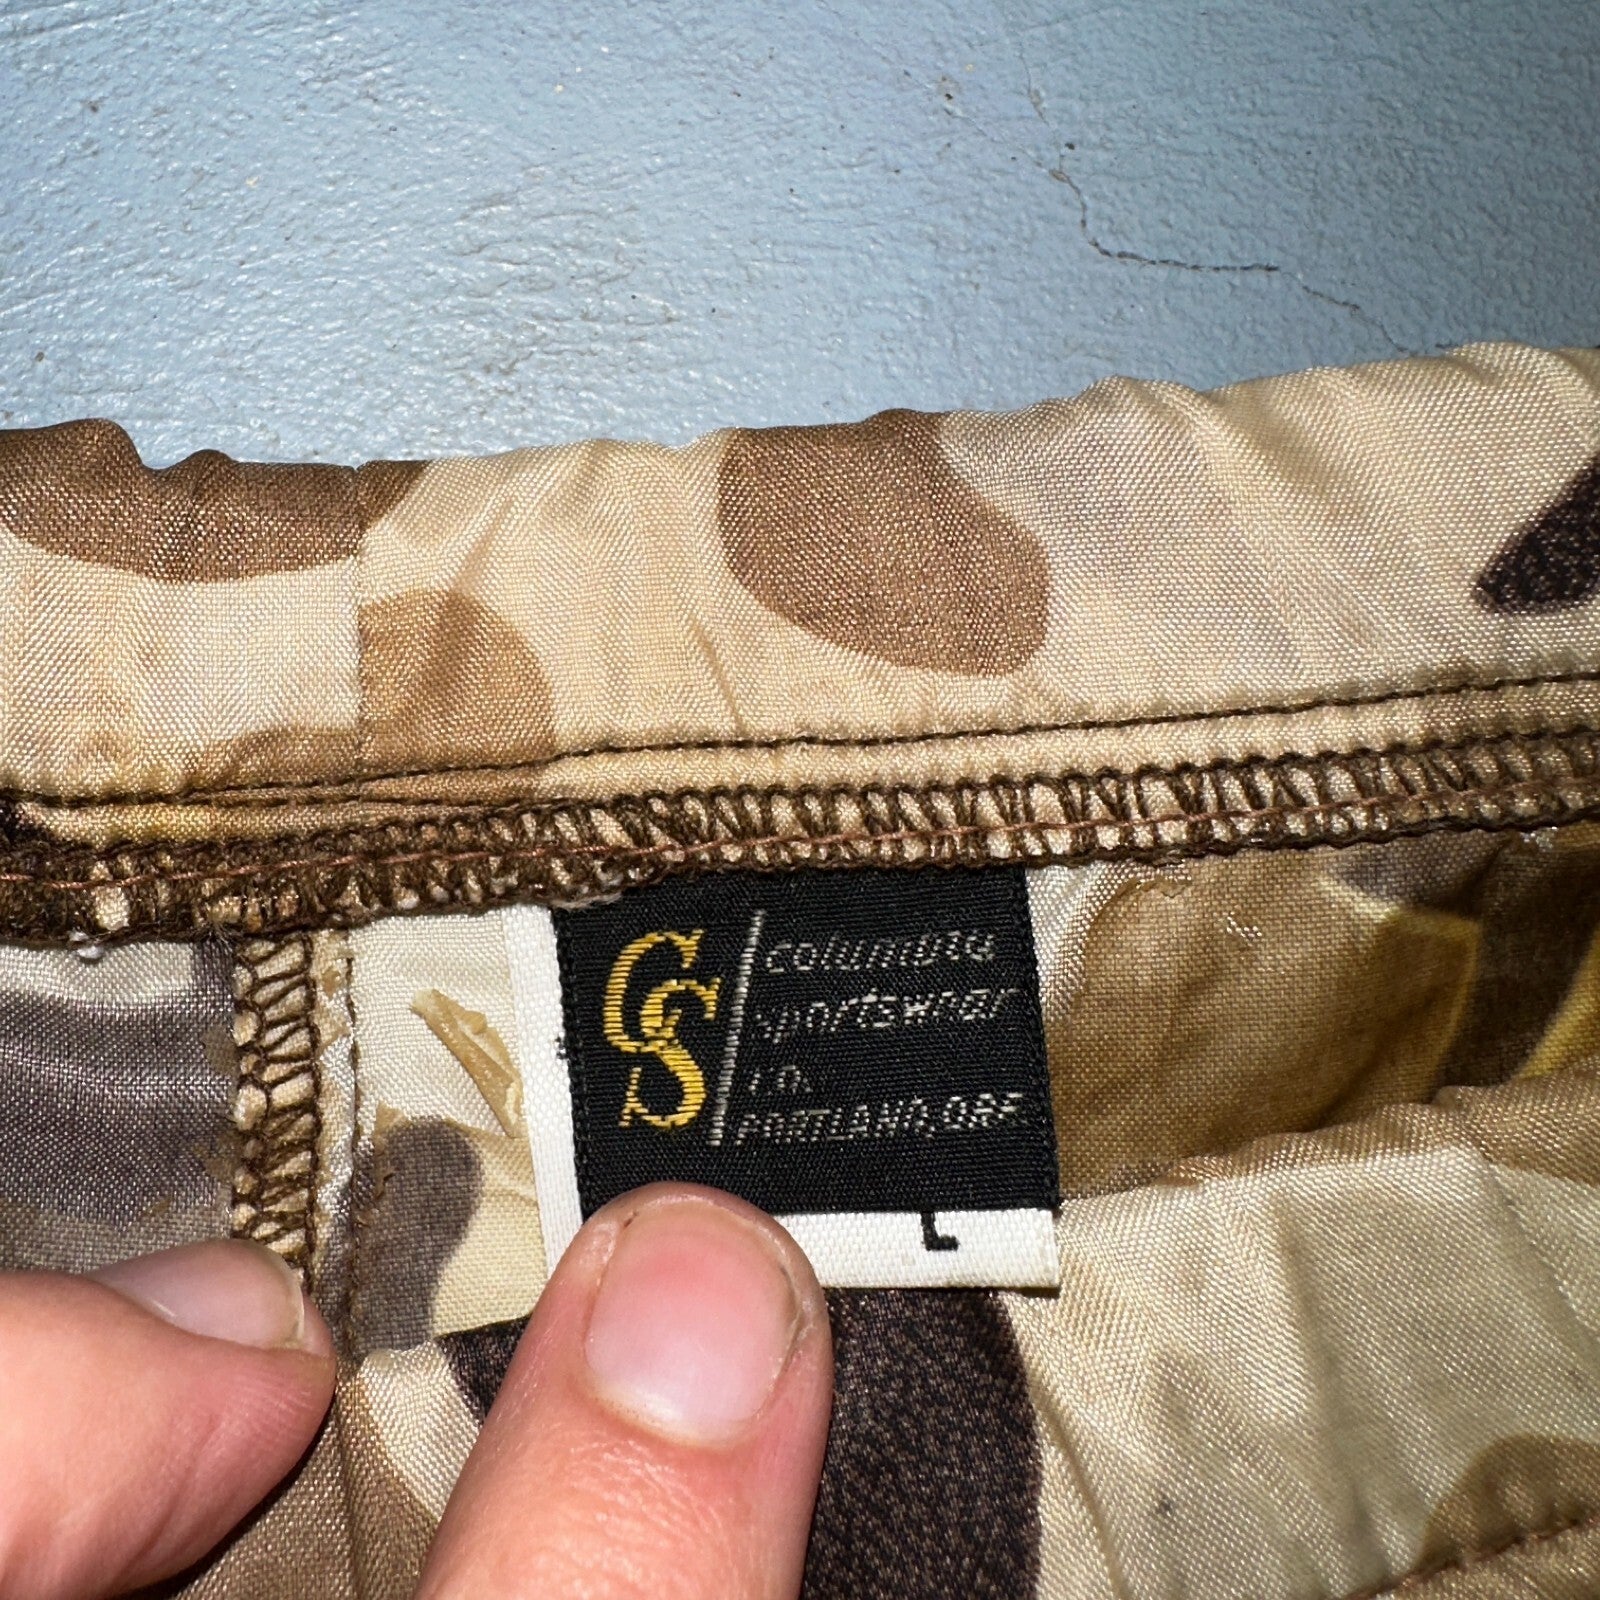 CS
columbia
sportswear
co.
PORTLAND, ORE
L